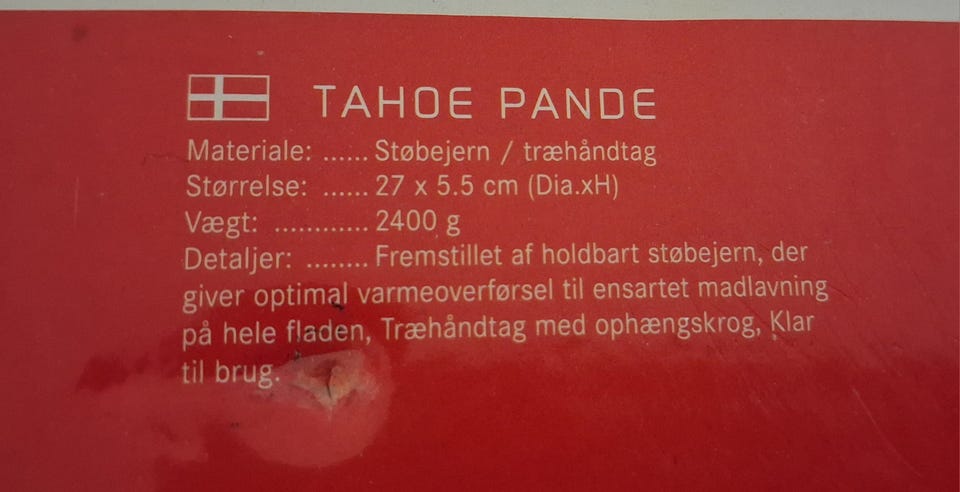 TAHOE PANDE
Materiale: ...... Støbejern / træhåndtag
Størrelse: ...... 27 x 5.5 cm (Dia.xH)
Vægt: ............ 2400 g
Detaljer: ........ Fremstillet af holdbart støbejern, der
giver optimal varmeoverførsel til ensartet madlavning
på hele fladen, Træhåndtag med ophængskrog, Klar
til brug.